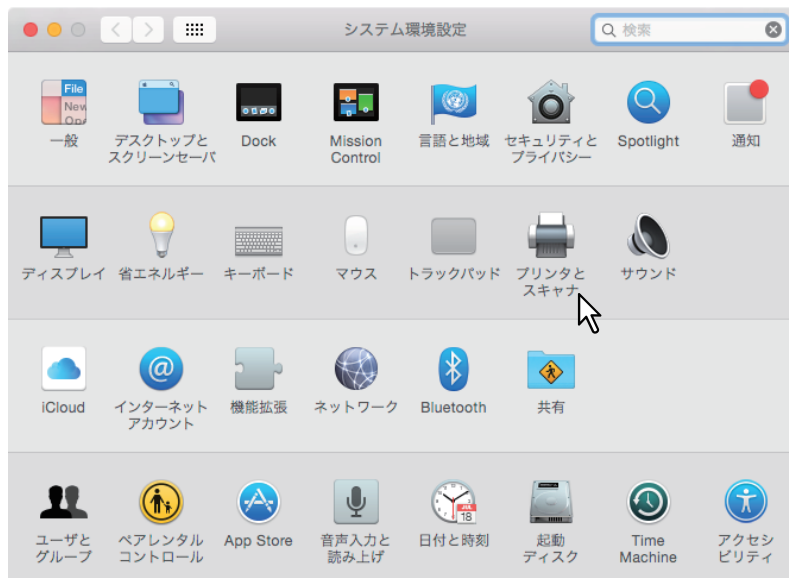 システム環境設定
検索
File
New
Ope
一般
デスクトップと
スクリーンセーバ
Dock
Mission
Control
言語と地域
セキュリティと
プライバシー
Spotlight
通知
ディスプレイ
省エネルギー
キーボード
マウス
トラックパッド
プリンタと
スキャナ
サウンド
iCloud
インターネット
アカウント
機能拡張
ネットワーク
Bluetooth
共有
ユーザと
グループ
ペアレンタル
コントロール
App Store
音声入力と
読み上げ
JUL
18
日付と時刻
起動
ディスク
Time
Machine
アクセシ
ビリティ